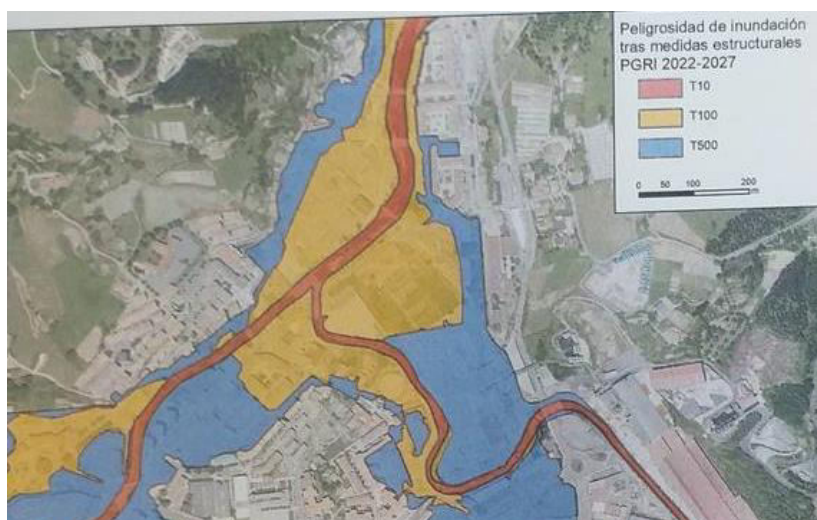 Peligrosidad de inundación
tras medidas estructurales
PGRI 2022-2027
T10
T100
T500
0 50 100 200
m